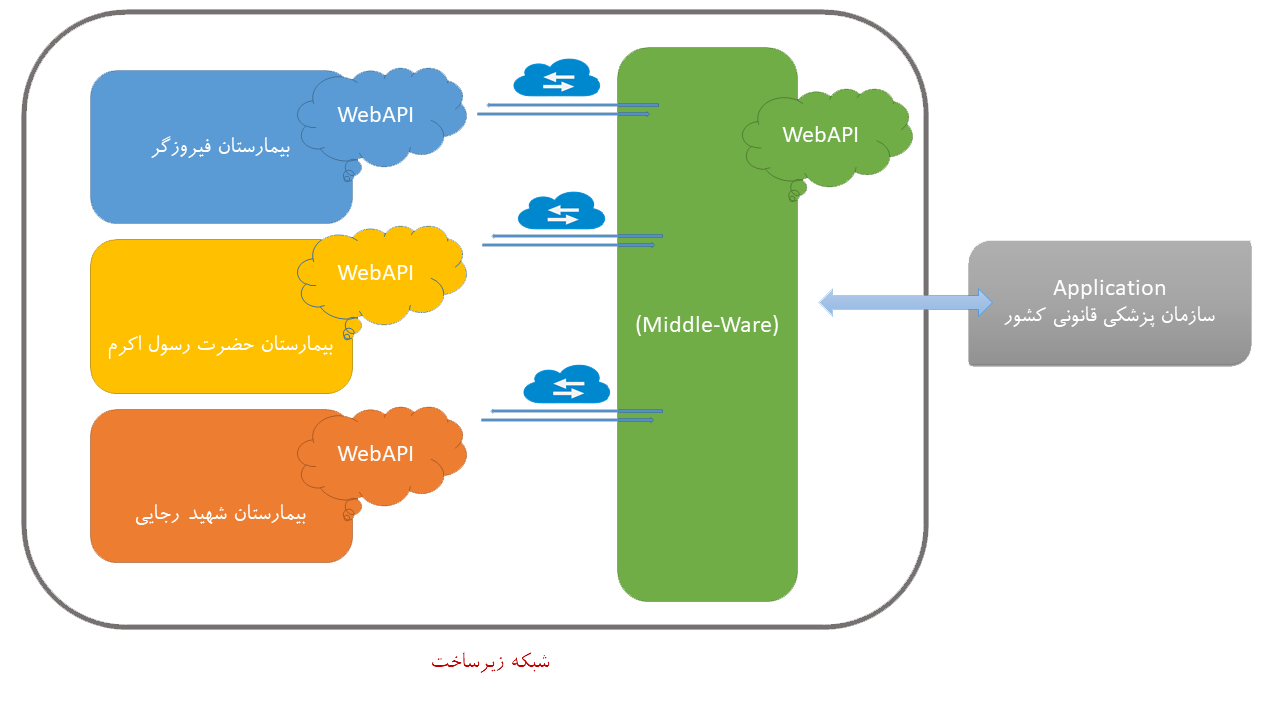 WebAPI
بیمارستان فیروزگر
WebAPI
بیمارستان حضرت رسول اکرم
WebAPI
بیمارستان شهید رجایی
WebAPI
(Middle-Ware)
Application
سازمان پزشکی قانونی کشور
شبکه زیرساخت